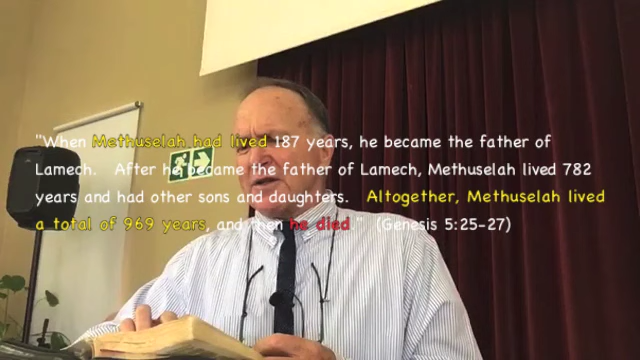 "When Methuselah had lived 187 years, he became the father of
Lamech. After he became the father of Lamech, Methuselah lived 782
years and had other sons and daughters. Altogether, Methuselah lived
a total of 969 years, and then he died." (Genesis 5:25-27)